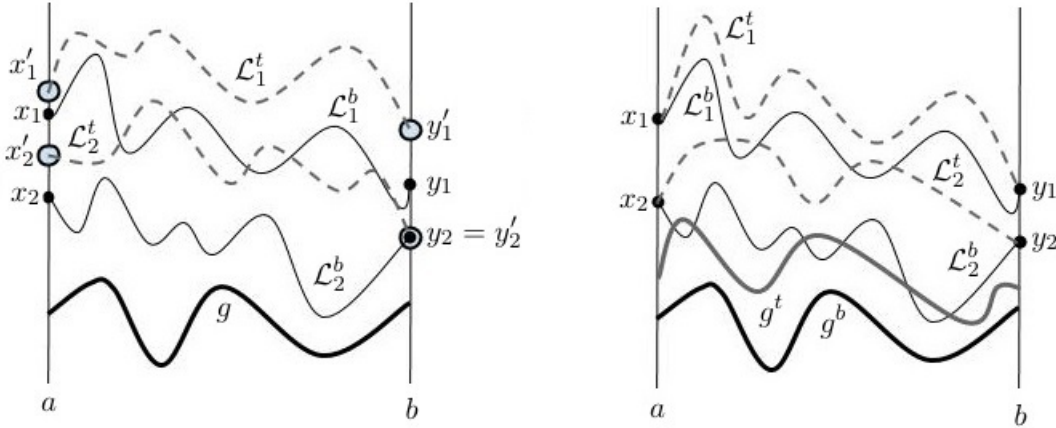 x′₁
x₁
x′₂
x₂
𝓛₁ᵗ
𝓛₂ᵗ
𝓛₁ᵇ
𝓛₂ᵇ
g
y′₁
y₁
y₂ = y′₂
a
b
x₁
x₂
𝓛₁ᵗ
𝓛₁ᵇ
𝓛₂ᵗ
𝓛₂ᵇ
gᵗ
gᵇ
y₁
y₂
a
b